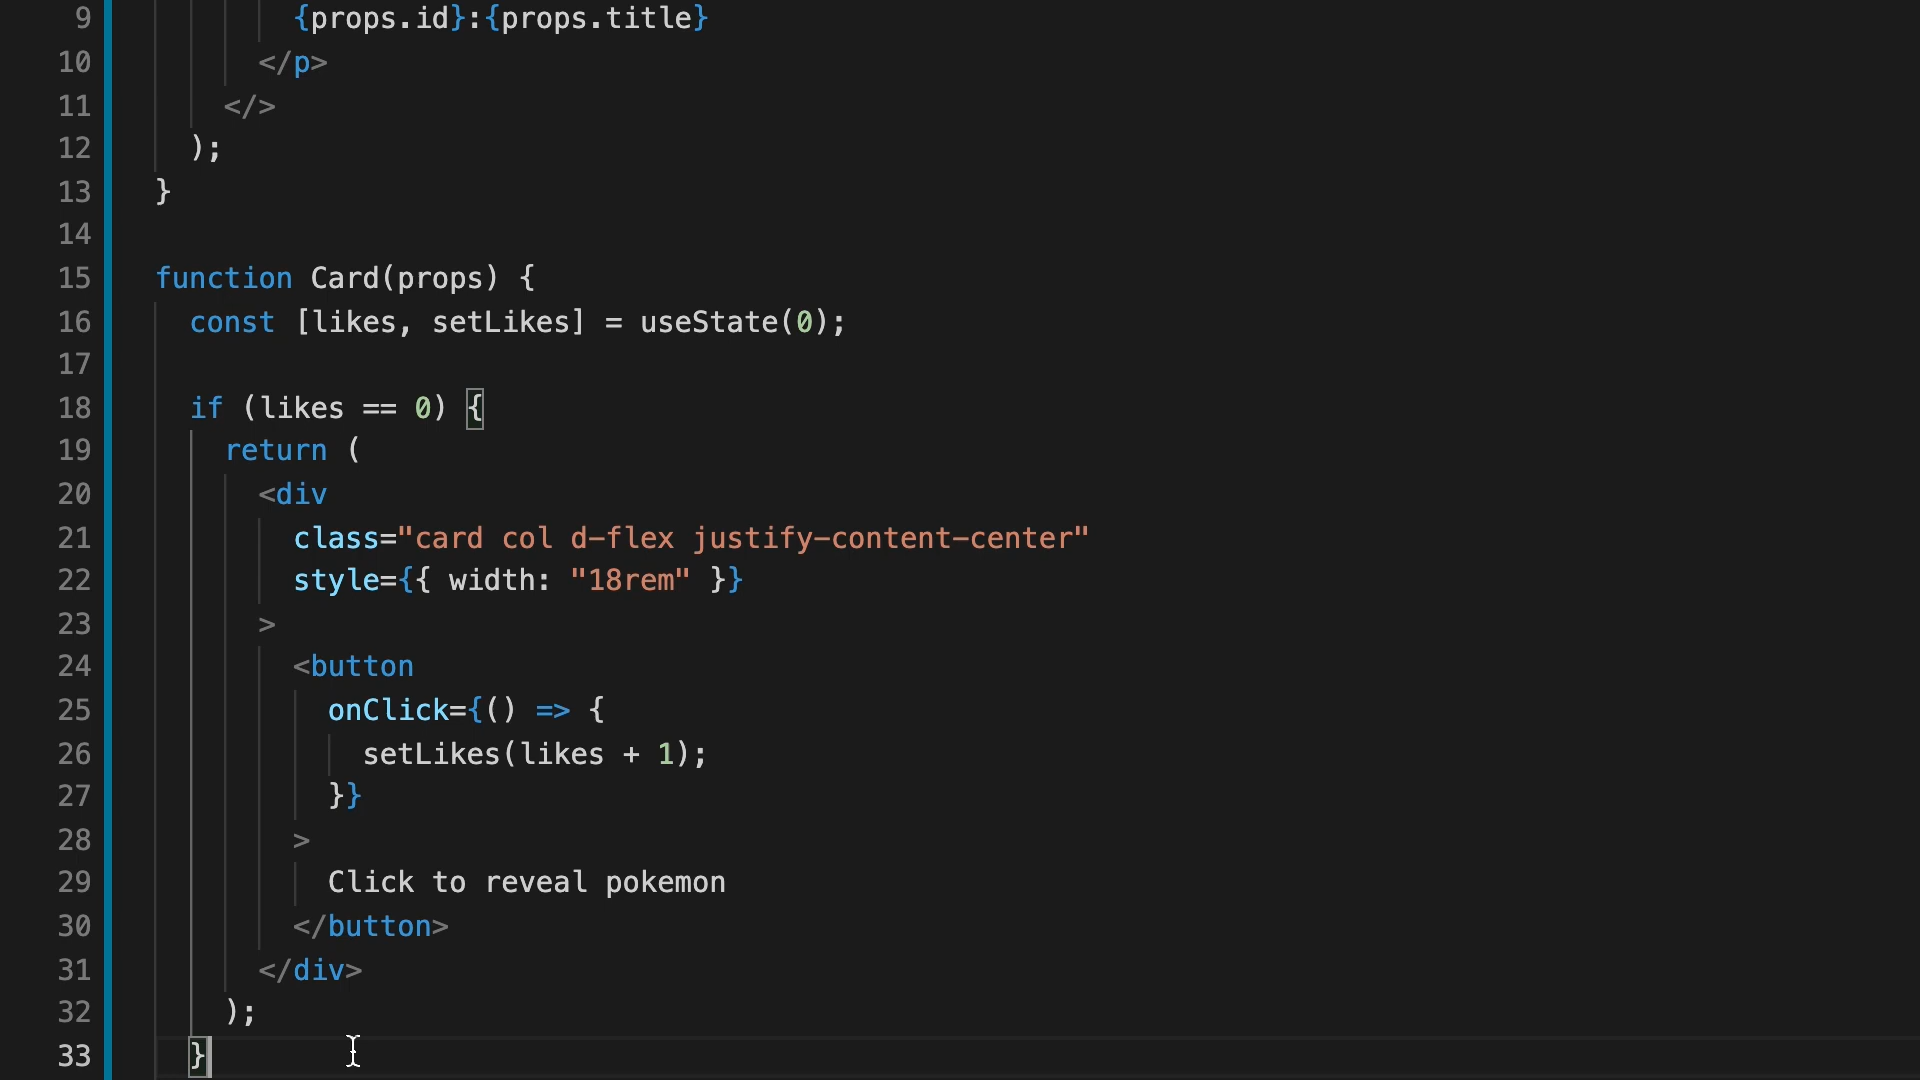 9 {props.id}:{props.title}
10 </p>
11 </>
12 );
13 }
14
15 function Card(props) {
16 const [likes, setLikes] = useState(0);
17
18 if (likes == 0) {
19 return (
20 <div
21 class="card col d-flex justify-content-center"
22 style={{ width: "18rem" }}
23 >
24 <button
25 onClick={() => {
26 setLikes(likes + 1);
27 }}
28 >
29 Click to reveal pokemon
30 </button>
31 </div>
32 );
33 }